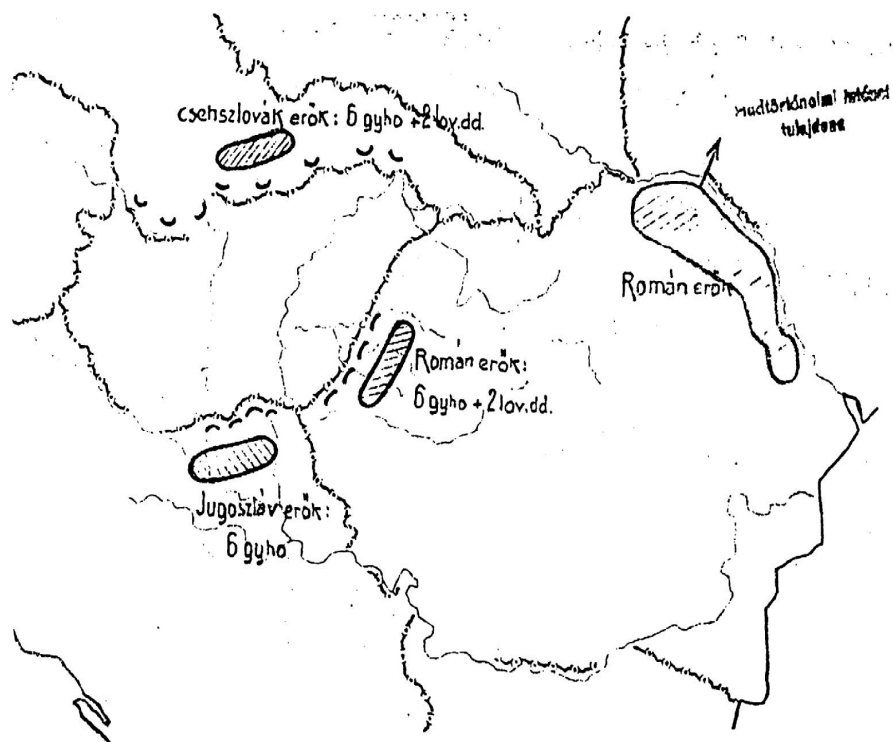 csehszlovák erők: 6 gyho + 2 lov. dd.
Hadtörténelmi Intézet
tulajdona
Román erők
Román erők:
6 gyho + 2 lov. dd.
Jugoszláv erők:
6 gyho